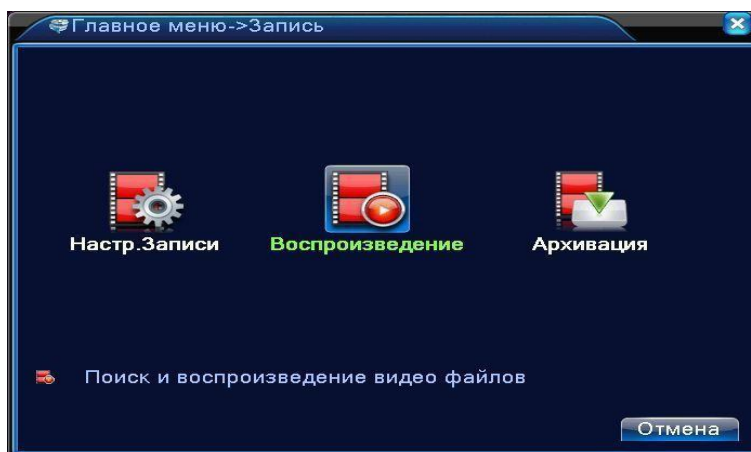 Главное меню->Запись
Настр.Записи Воспроизведение Архивация
Поиск и воспроизведение видео файлов
Отмена